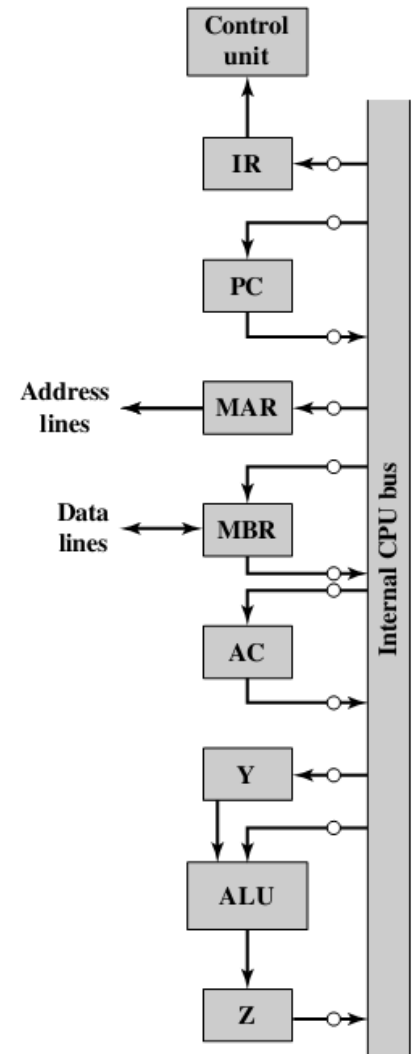 Control
unit
IR
PC
Address
lines
MAR
Data
lines
MBR
AC
Y
ALU
Z
Internal CPU bus